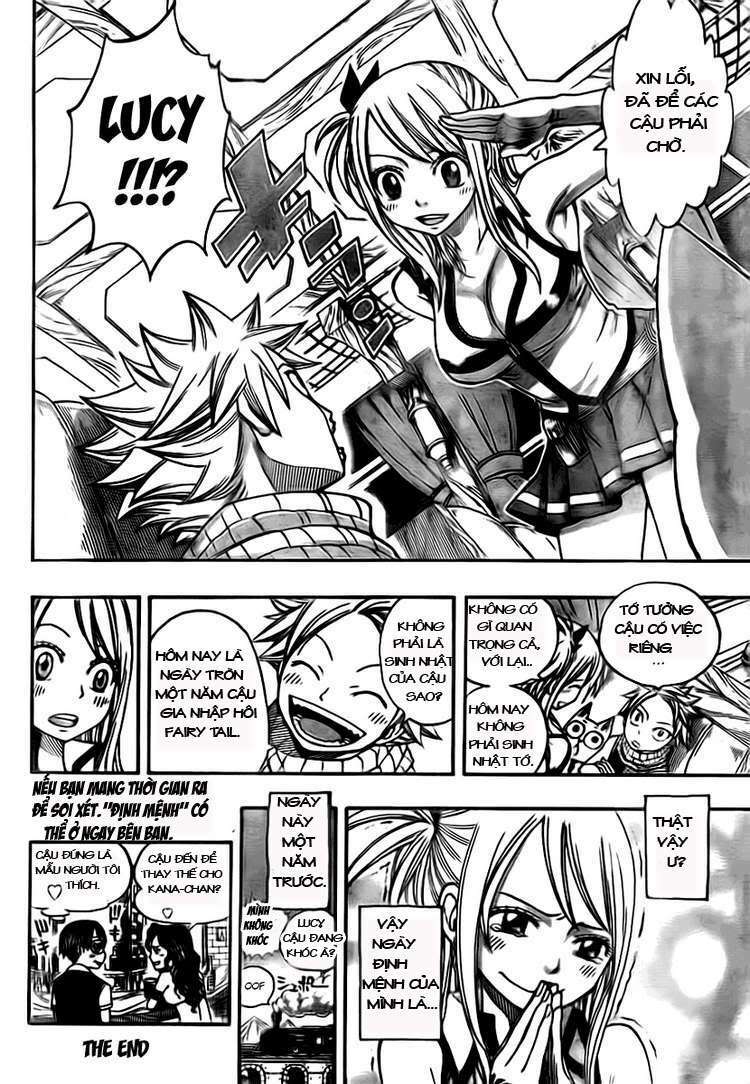 XIN LỖI,
ĐÃ ĐỂ CÁC
CẬU PHẢI
CHỜ.
LUCY
!!!?
TỚ TƯỞNG
CẬU CÓ VIỆC
RIÊNG
...
KHÔNG CÓ
GÌ QUAN
TRỌNG CẢ,
VỚI LẠI..
HÔM NAY
KHÔNG
PHẢI SINH
NHẬT TỚ.
KHÔNG
PHẢI LÀ
SINH NHẬT
CỦA CẬU
SAO?
HÔM NAY LÀ
NGÀY TRÒN
MỘT NĂM CẬU
GIA NHẬP HỘI
FAIRY TAIL.
THẬT
VẬY
Ư?
VẬY
NGÀY
ĐỊNH
MỆNH CỦA
MÌNH LÀ...
NGÀY
NÀY
MỘT NĂM
TRƯỚC.
LUCY,
CẬU ĐANG
KHÓC À?
MÌNH
KHÔNG
KHÓC
OOF
NẾU BẠN MANG THỜI GIAN RA
ĐỂ SOI XÉT."ĐỊNH MỆNH" CÓ
THỂ Ở NGAY BÊN BẠN.
CẬU ĐẾN ĐỂ
THAY THẾ CHO
KANA-CHAN?
CẬU ĐÚNG LÀ
MẪU NGƯỜI TÔI
THÍCH.
THE END